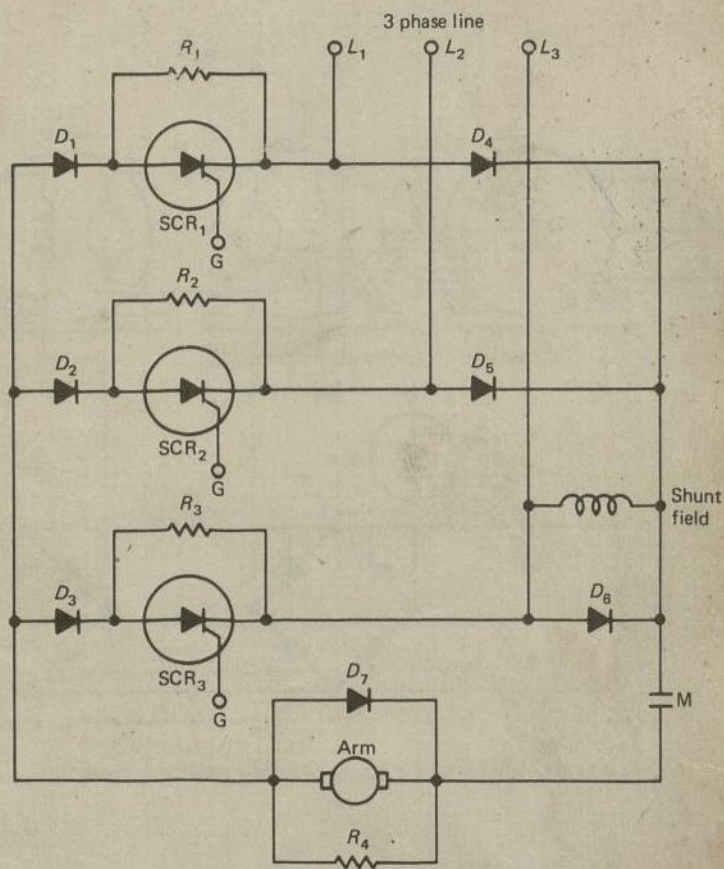 3 phase line
L₁
L₂
L₃
R₁
D₁
D₄
SCR₁
G
R₂
D₂
D₅
SCR₂
G
Shunt
field
R₃
D₃
D₆
SCR₃
G
M
D₇
Arm
R₄